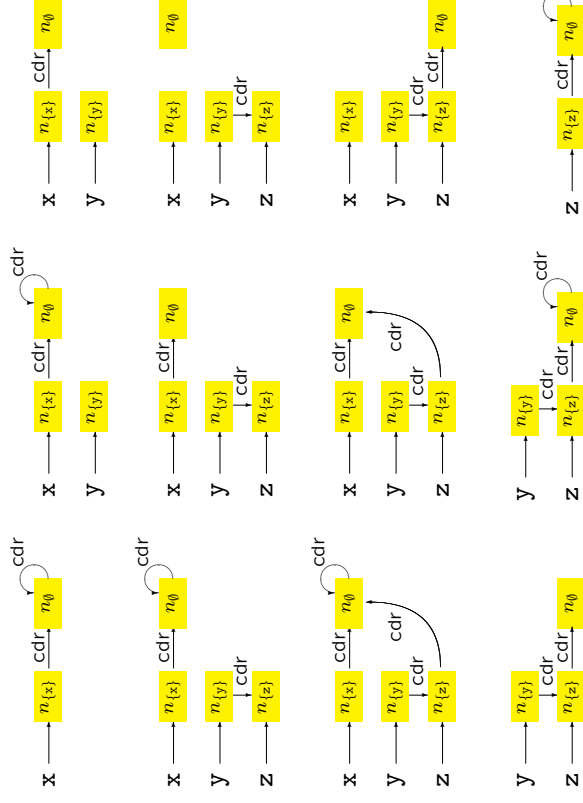 cdr cdr
cdr cdr cdr
x n{x} n∅ x n{x} n∅ x n{x} n∅
y n{y} y n{y}
cdr
cdr cdr
x n{x} n∅ x n{x} n∅ x n{x} n∅
y n{y} y n{y} y n{y}
cdr cdr cdr
z n{z} z n{z} z n{z}
cdr
cdr cdr
x n{x} n∅ x n{x} n∅ x n{x}
y n{y} cdr y n{y} cdr y n{y}
cdr cdr cdr cdr
z n{z} z n{z} z n{z} n∅
y n{y} y n{y} cdr
cdr cdr cdr cdr cdr
z n{z} n∅ z n{z} n∅ z n{z} n∅